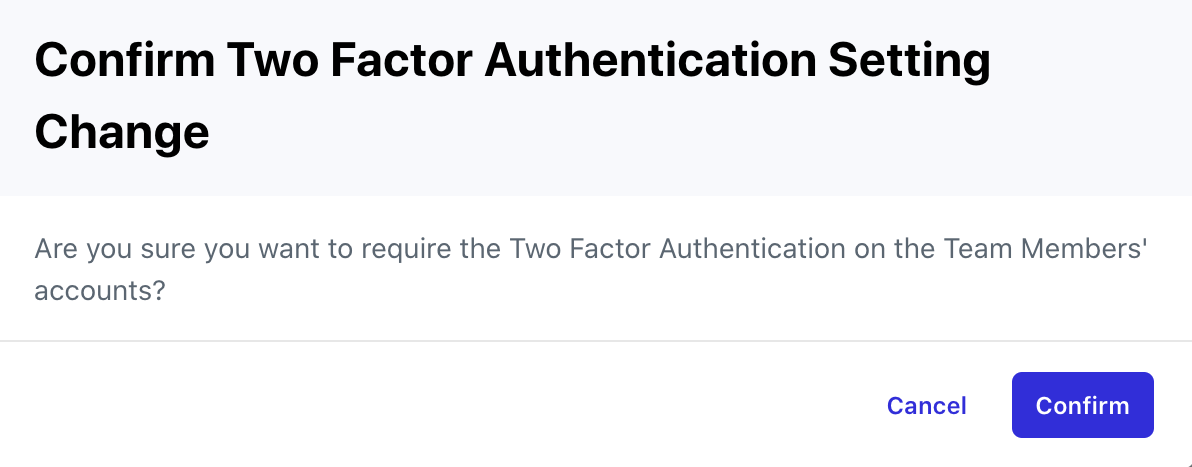 Confirm Two Factor Authentication Setting
Change
Are you sure you want to require the Two Factor Authentication on the Team Members'
accounts?
Cancel
Confirm